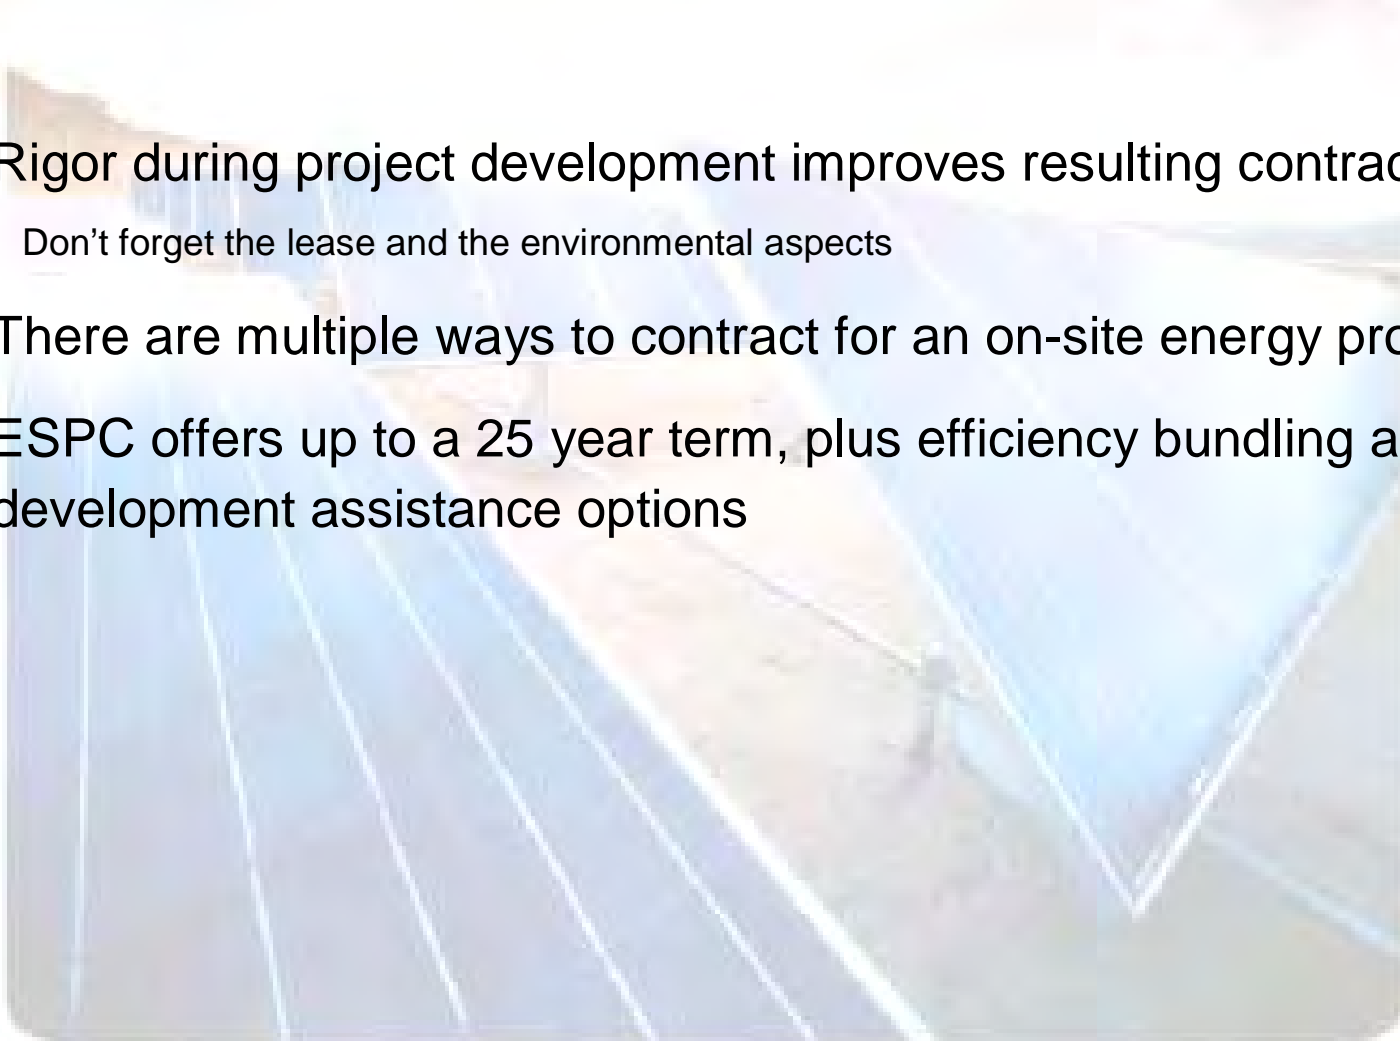 Rigor during project development improves resulting contrac
Don’t forget the lease and the environmental aspects
There are multiple ways to contract for an on-site energy pro
ESPC offers up to a 25 year term, plus efficiency bundling a
development assistance options